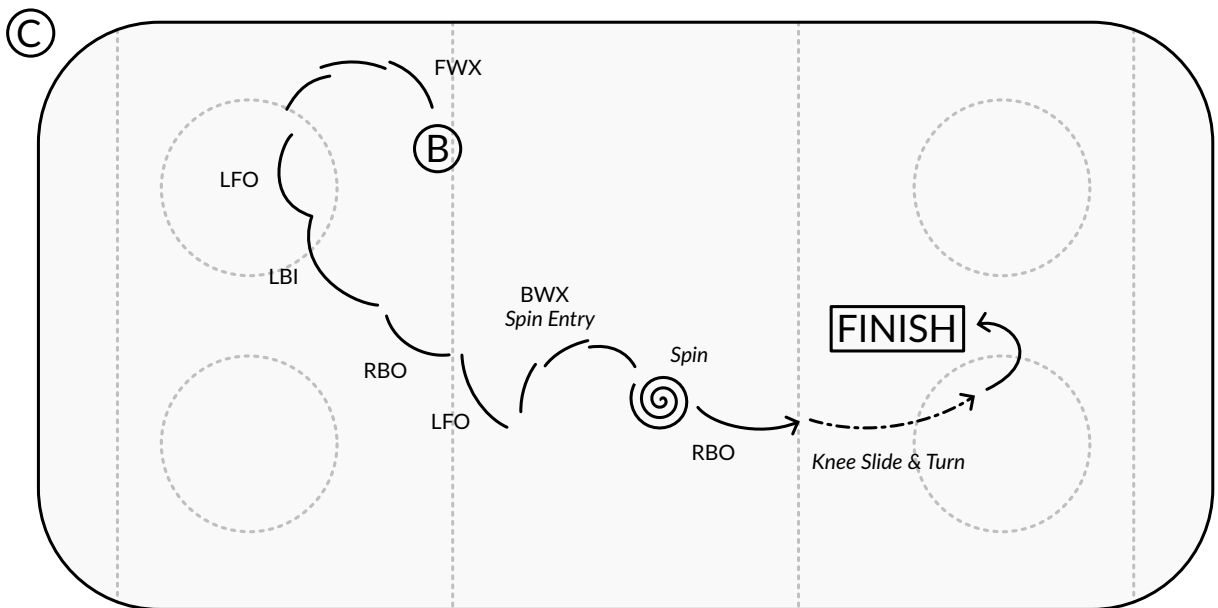 C
FWX
B
LFO
LBI
BWX
Spin Entry
FINISH
Spin
RBO
LFO
RBO
Knee Slide & Turn